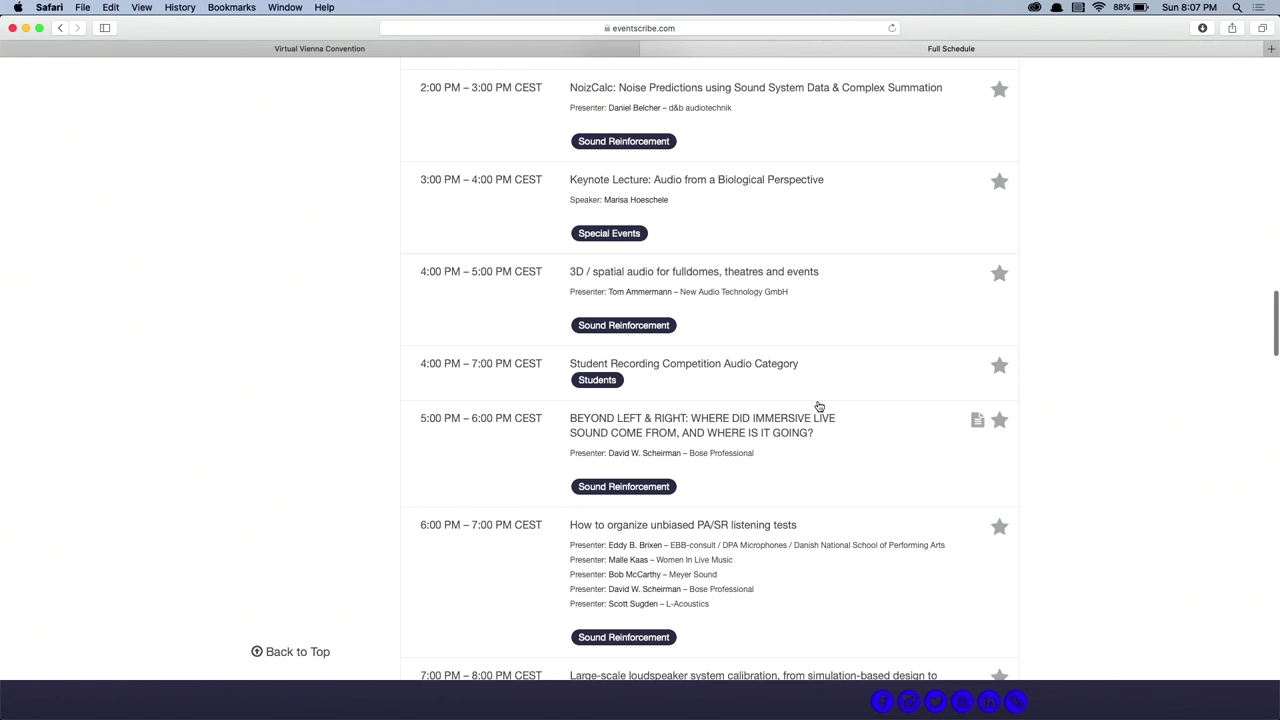 Safari File Edit View History Bookmarks Window Help 88% Sun 8:07 PM
eventscribe.com
Virtual Vienna Convention Full Schedule
2:00 PM – 3:00 PM CEST NoizCalc: Noise Predictions using Sound System Data & Complex Summation
Presenter: Daniel Belcher – d&b audiotechnik
Sound Reinforcement
3:00 PM – 4:00 PM CEST Keynote Lecture: Audio from a Biological Perspective
Speaker: Marisa Hoeschele
Special Events
4:00 PM – 5:00 PM CEST 3D / spatial audio for fulldomes, theatres and events
Presenter: Tom Ammermann – New Audio Technology GmbH
Sound Reinforcement
4:00 PM – 7:00 PM CEST Student Recording Competition Audio Category
Students
5:00 PM – 6:00 PM CEST BEYOND LEFT & RIGHT: WHERE DID IMMERSIVE LIVE
SOUND COME FROM, AND WHERE IS IT GOING?
Presenter: David W. Scheirman – Bose Professional
Sound Reinforcement
6:00 PM – 7:00 PM CEST How to organize unbiased PA/SR listening tests
Presenter: Eddy B. Brixen – EBB-consult / DPA Microphones / Danish National School of Performing Arts
Presenter: Malle Kaas – Women In Live Music
Presenter: Bob McCarthy – Meyer Sound
Presenter: David W. Scheirman – Bose Professional
Presenter: Scott Sugden – L-Acoustics
Sound Reinforcement
Back to Top
7:00 PM – 8:00 PM CEST Large-scale loudspeaker system calibration, from simulation-based design to